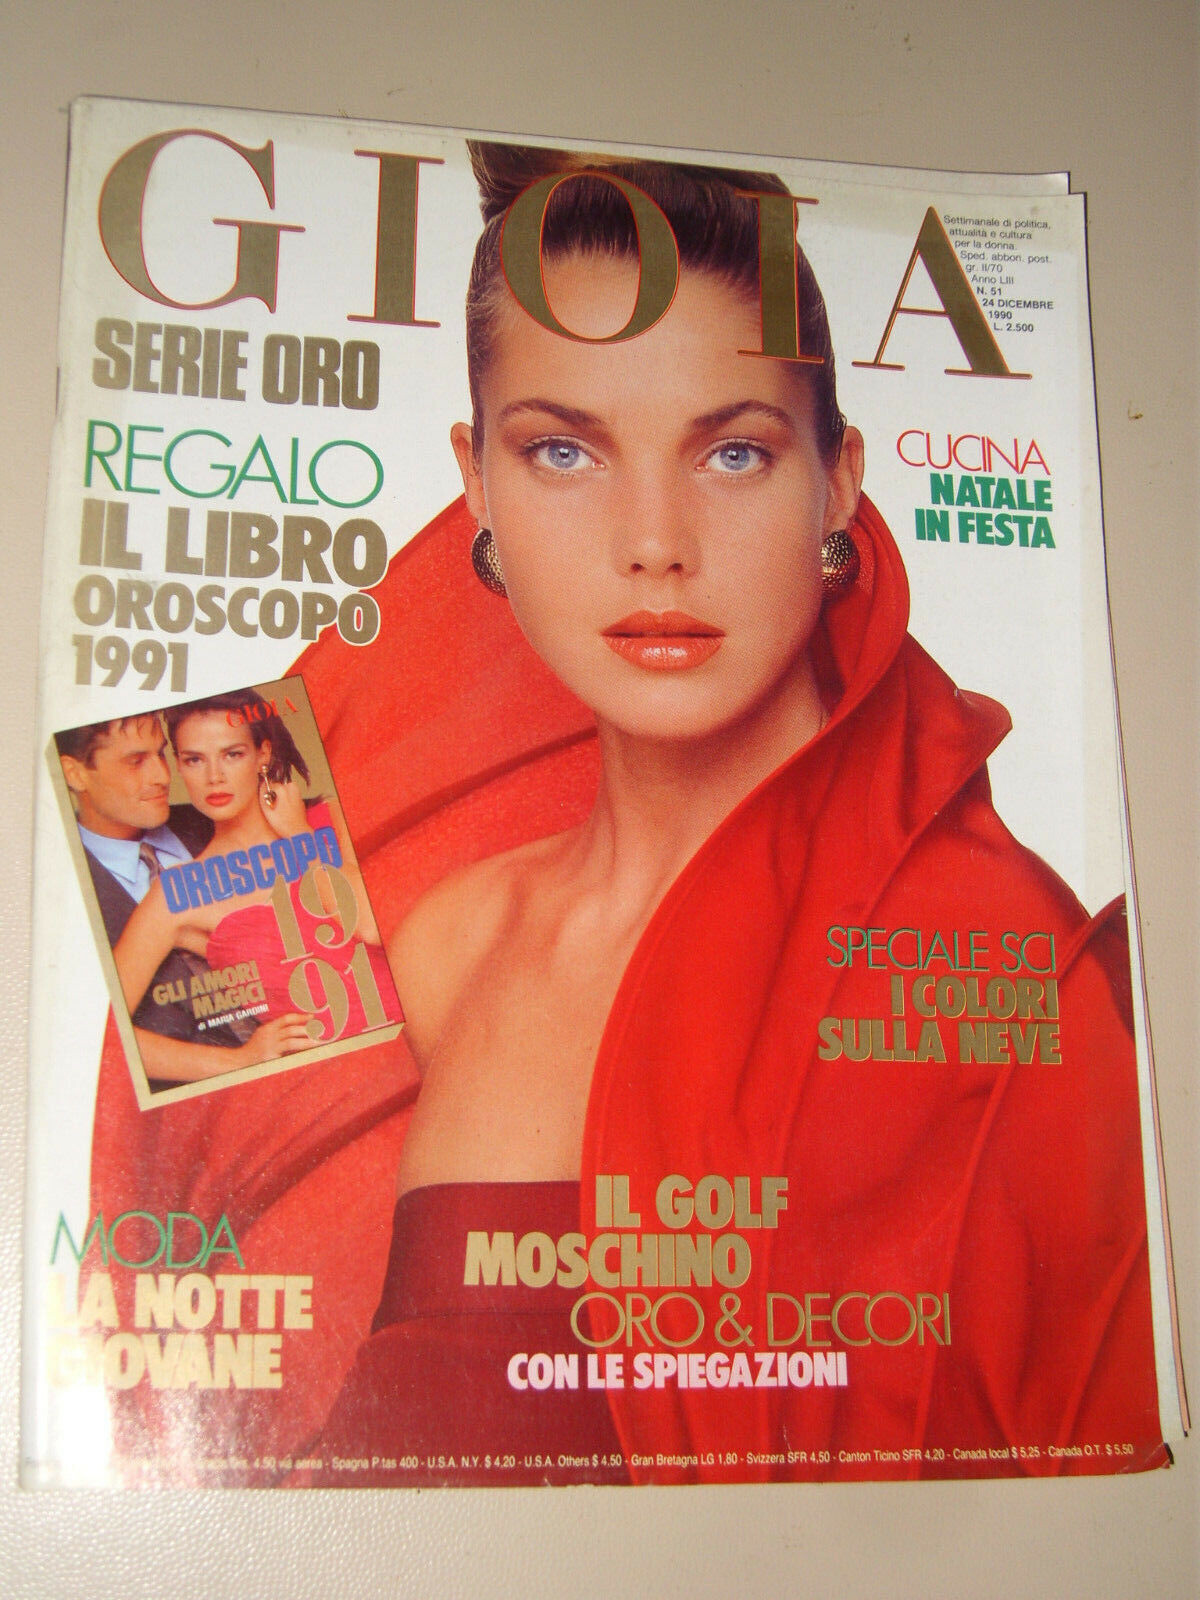 GIOIA
Settimanale di politica,
attualità e cultura
per la donna.
Sped. abbon. post.
gr. II/70
Anno LIII
N. 51
24 DICEMBRE
1990
L. 2.500
SERIE ORO
REGALO
IL LIBRO
OROSCOPO
1991
CUCINA
NATALE
IN FESTA
GIOIA
OROSCOPO
19
91
GLI AMORI
MAGICI
di MARIA GARDINI
SPECIALE SCI
I COLORI
SULLA NEVE
MODA
LA NOTTE
GIOVANE
IL GOLF
MOSCHINO
ORO & DECORI
CON LE SPIEGAZIONI
4.50 via aerea - Spagna P.tas 400 - U.S.A. N.Y. $ 4,20 - U.S.A. Others $ 4,50 - Gran Bretagna LG 1,80 - Svizzera SFR 4,50 - Canton Ticino SFR 4,20 - Canada local $ 5,25 - Canada O.T. $ 5,50